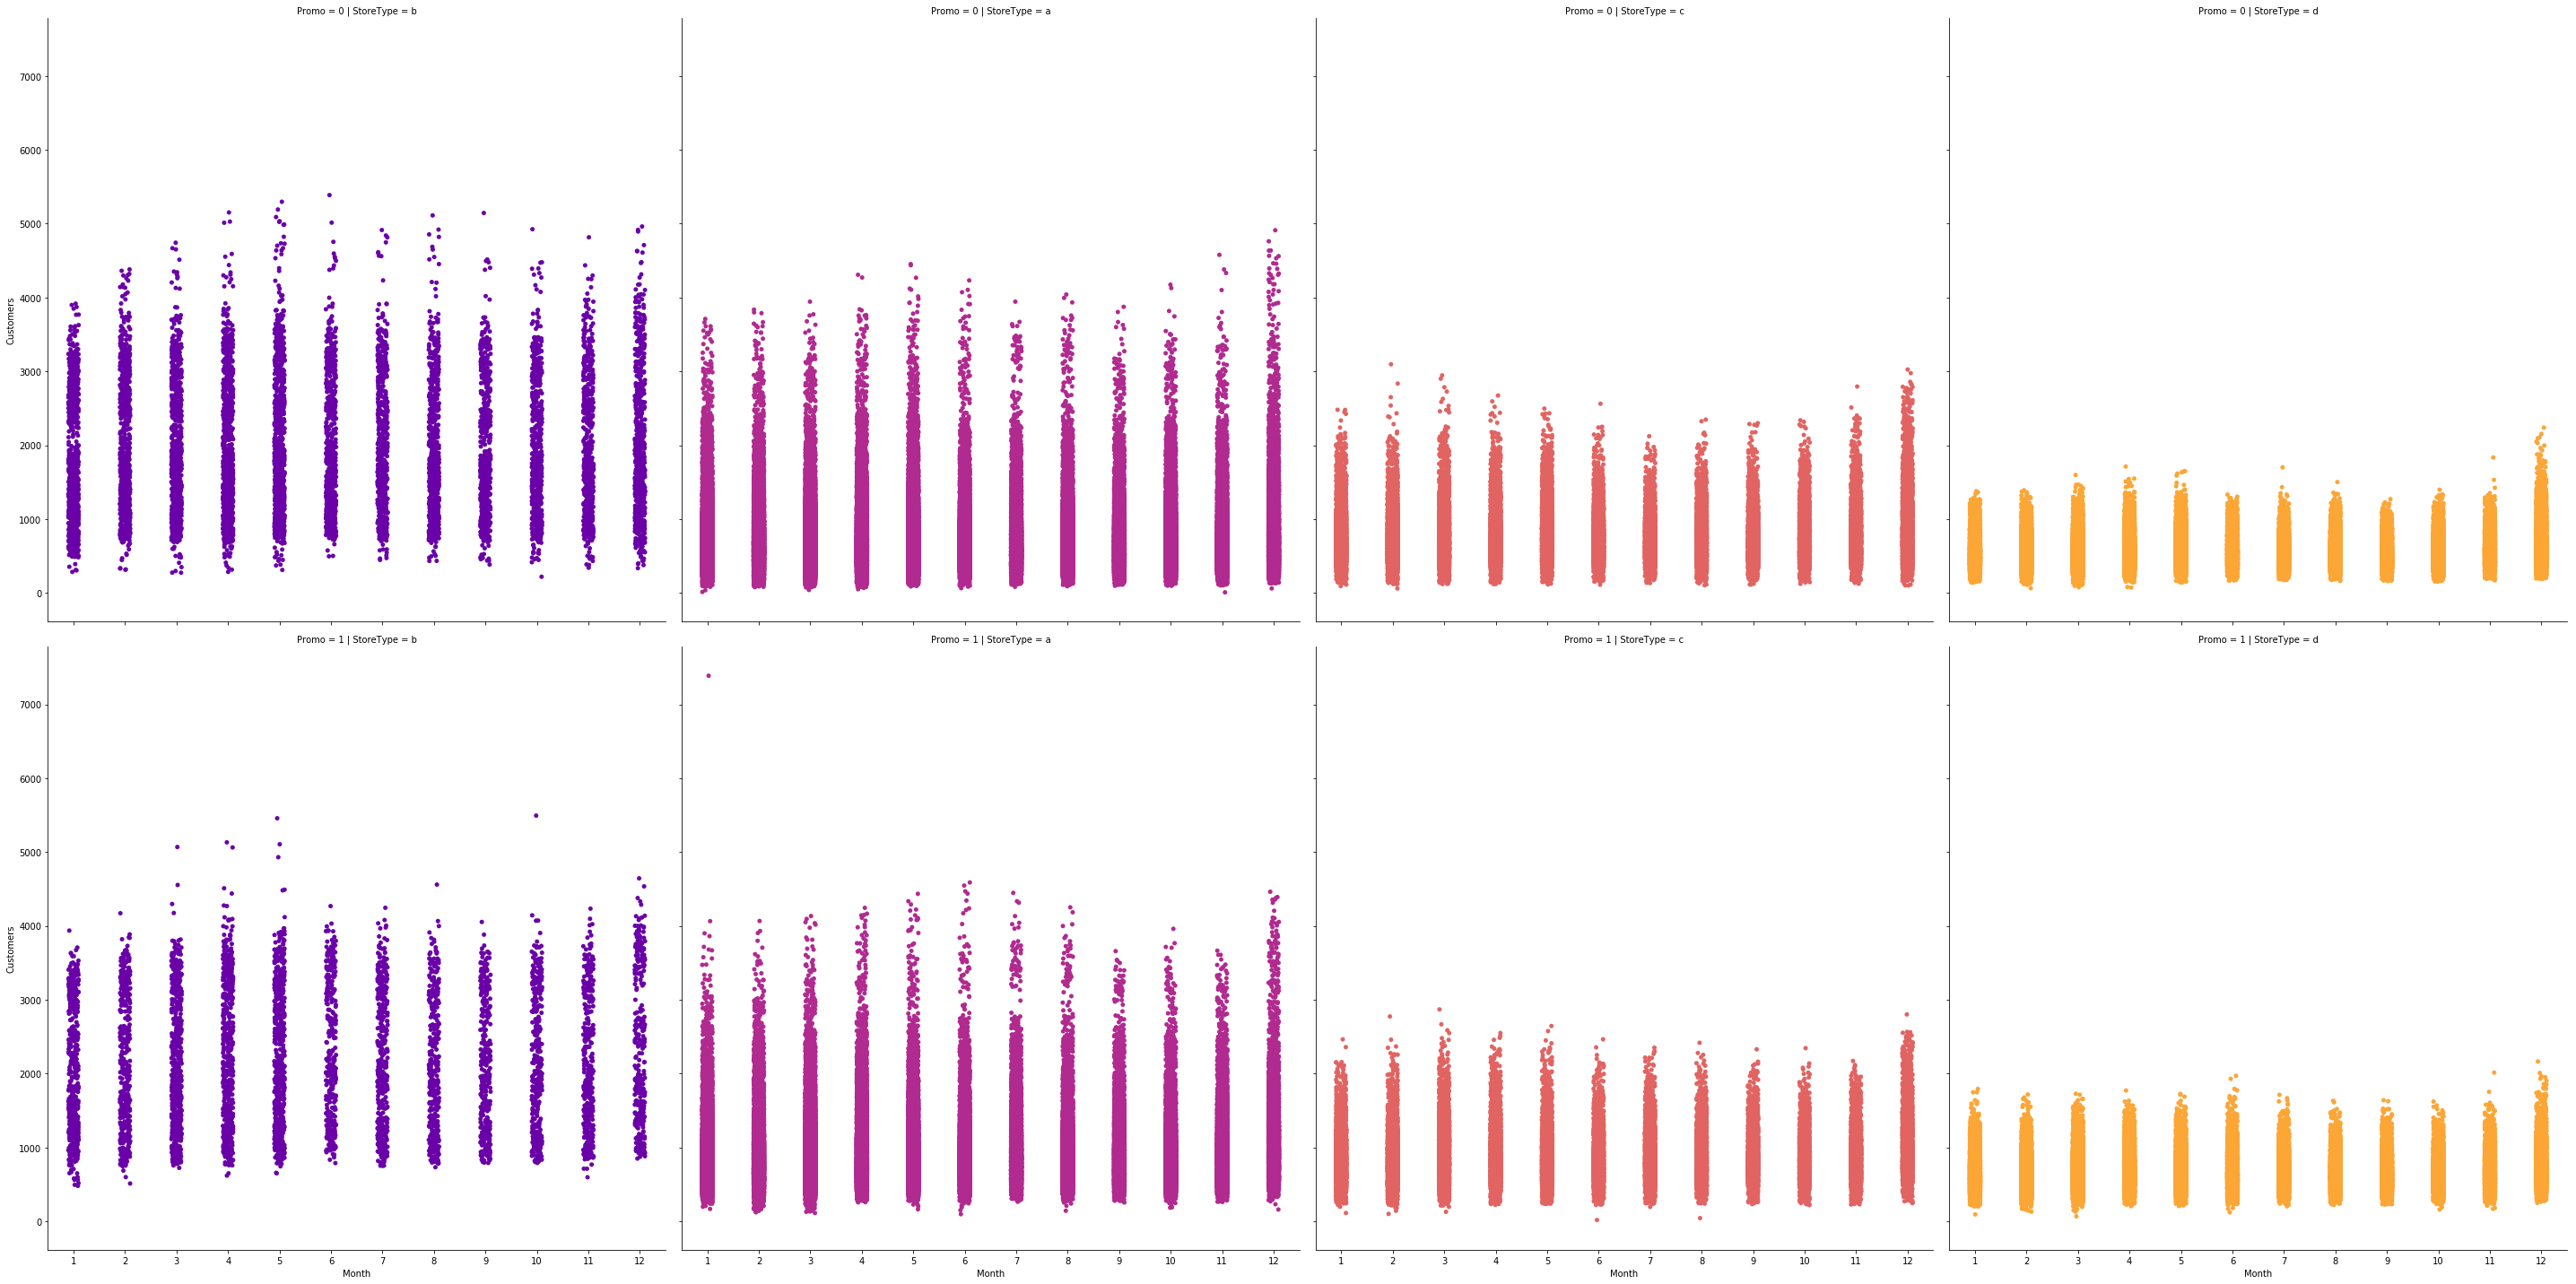 Promo = 0 | StoreType = b
Promo = 0 | StoreType = a
Promo = 0 | StoreType = c
Promo = 0 | StoreType = d
7000
6000
5000
4000
3000
2000
1000
0
Customers
Promo = 1 | StoreType = b
Promo = 1 | StoreType = a
Promo = 1 | StoreType = c
Promo = 1 | StoreType = d
7000
6000
5000
4000
3000
2000
1000
0
Customers
1 2 3 4 5 6 7 8 9 10 11 12
Month
1 2 3 4 5 6 7 8 9 10 11 12
Month
1 2 3 4 5 6 7 8 9 10 11 12
Month
1 2 3 4 5 6 7 8 9 10 11 12
Month